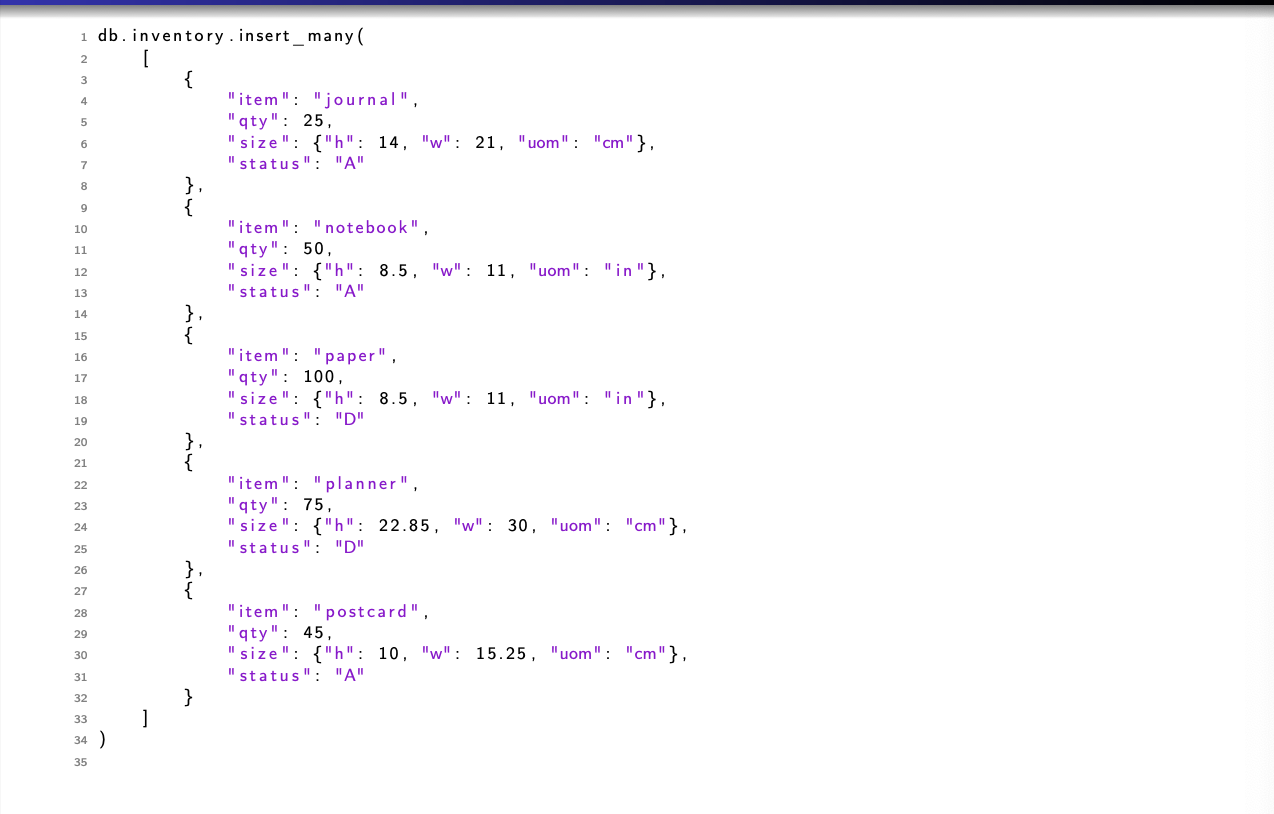 1 db.inventory.insert_many(
2 [
3 {
4 "item": "journal",
5 "qty": 25,
6 "size": {"h": 14, "w": 21, "uom": "cm"},
7 "status": "A"
8 },
9 {
10 "item": "notebook",
11 "qty": 50,
12 "size": {"h": 8.5, "w": 11, "uom": "in"},
13 "status": "A"
14 },
15 {
16 "item": "paper",
17 "qty": 100,
18 "size": {"h": 8.5, "w": 11, "uom": "in"},
19 "status": "D"
20 },
21 {
22 "item": "planner",
23 "qty": 75,
24 "size": {"h": 22.85, "w": 30, "uom": "cm"},
25 "status": "D"
26 },
27 {
28 "item": "postcard",
29 "qty": 45,
30 "size": {"h": 10, "w": 15.25, "uom": "cm"},
31 "status": "A"
32 }
33 ]
34 )
35